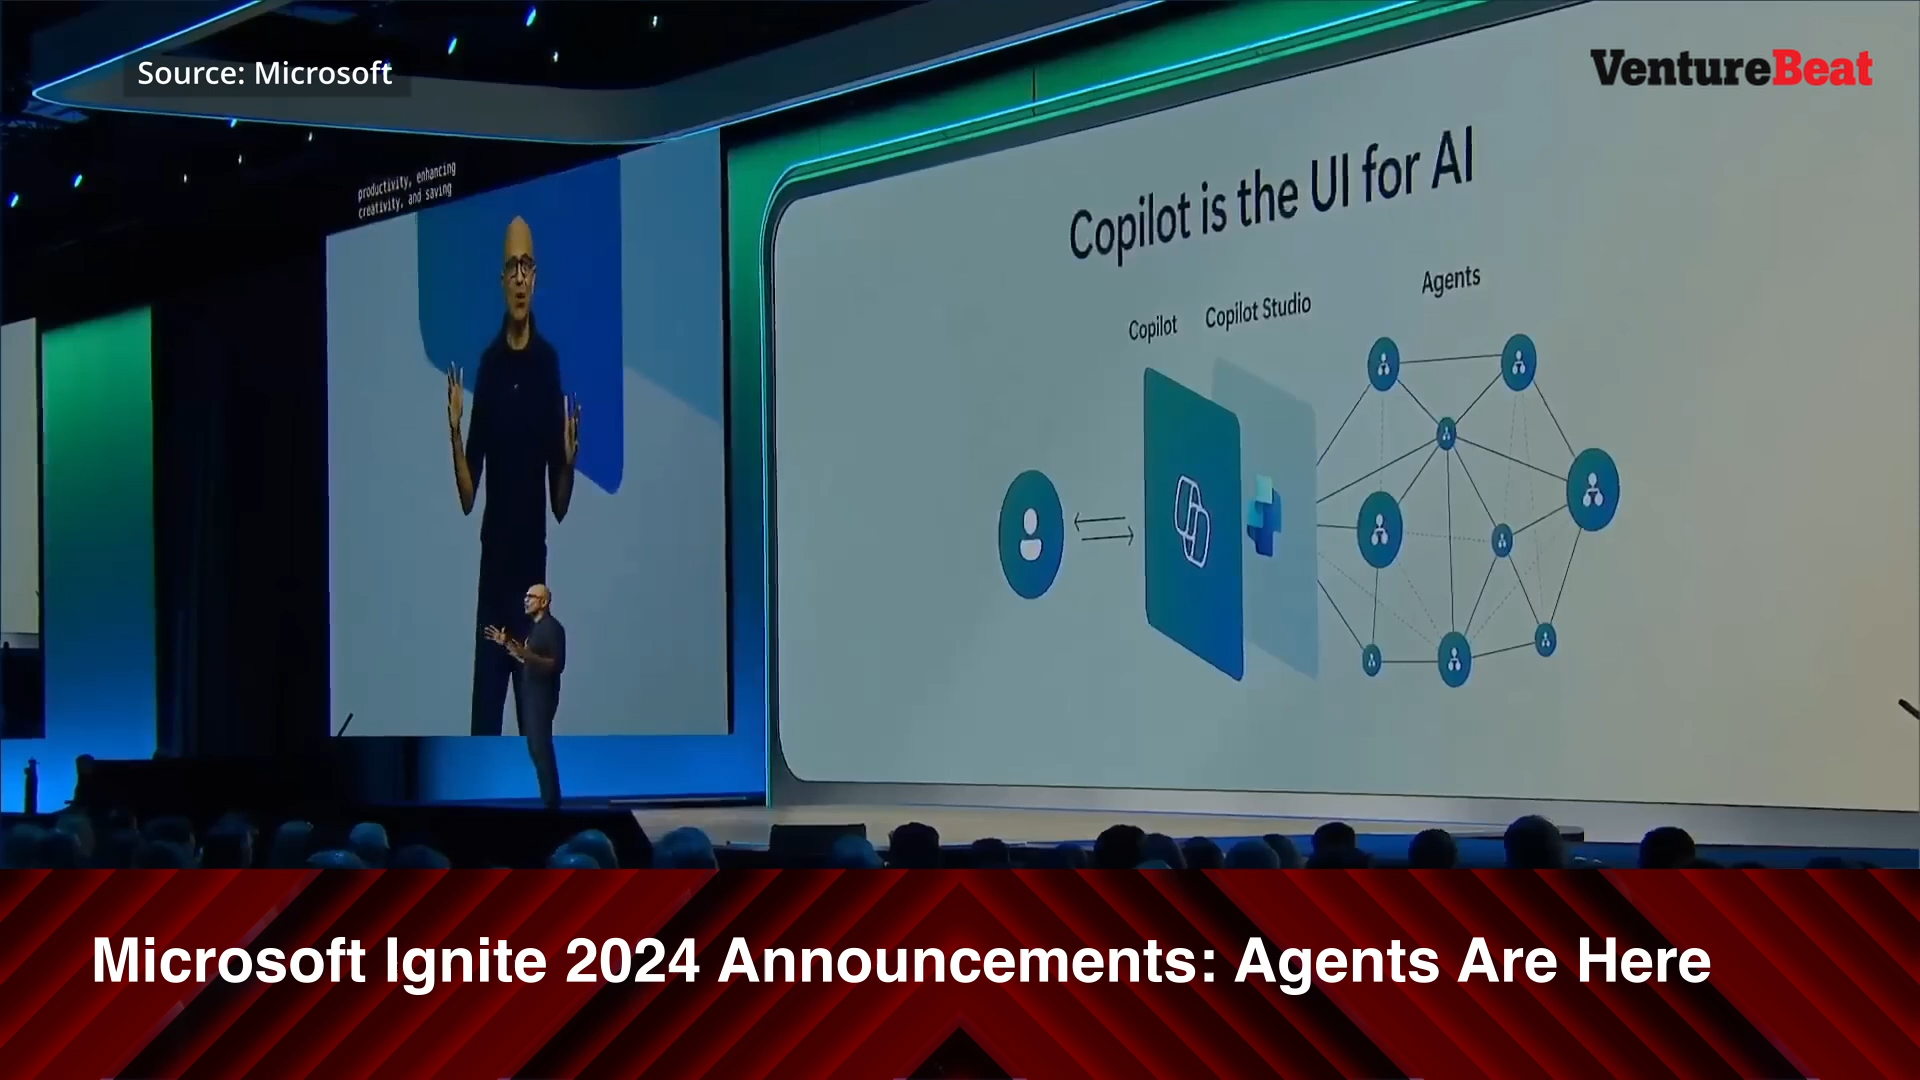 Source: Microsoft
VentureBeat
productivity, enhancing
creativity, and saving
Copilot is the UI for AI
Agents
Copilot
Copilot Studio
Microsoft Ignite 2024 Announcements: Agents Are Here